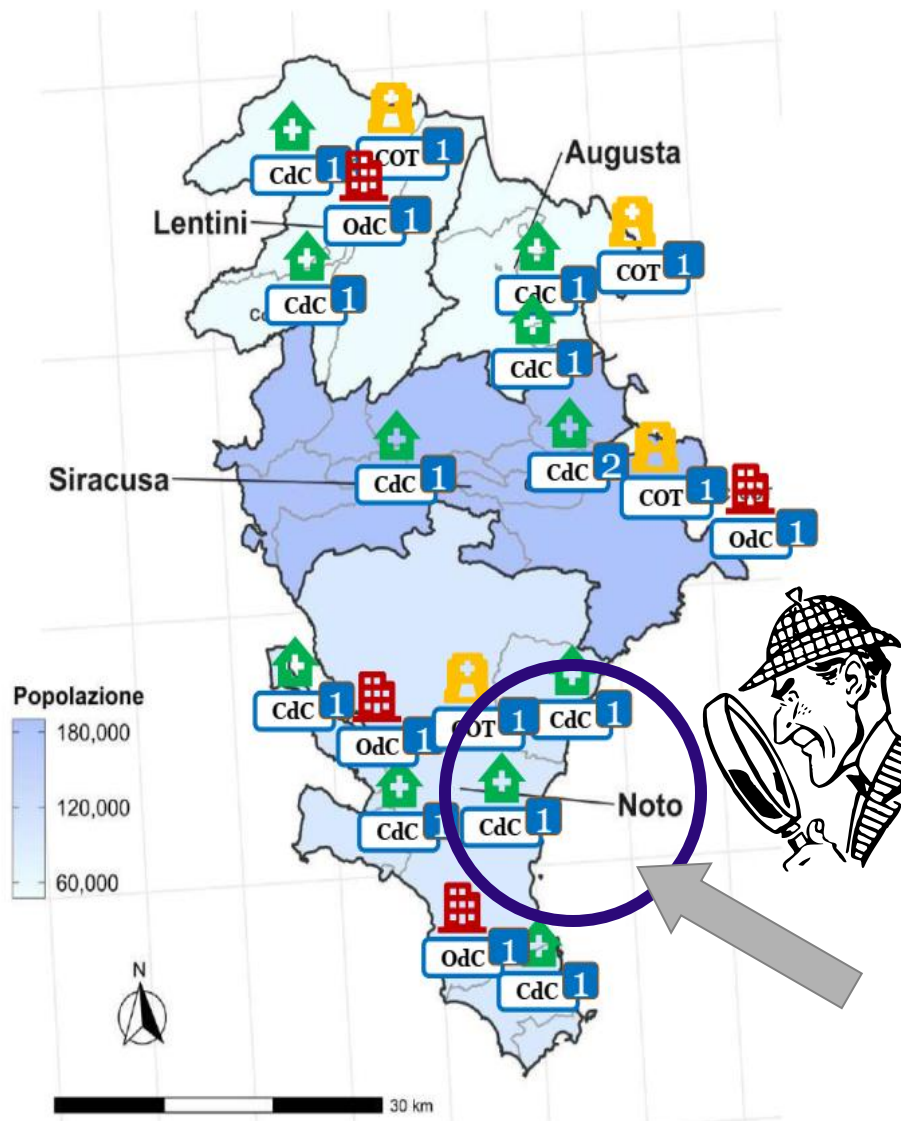 Augusta
CdC 1
COT 1
OdC 1
Lentini
CdC 1
CdC 1
COT 1
CdC 1
Siracusa
CdC 1
CdC 2
COT 1
OdC 1
Popolazione
180,000
120,000
60,000
CdC 1
OdC 1
COT 1
CdC 1
CdC 1
CdC 1
Noto
OdC 1
CdC 1
N
30 km